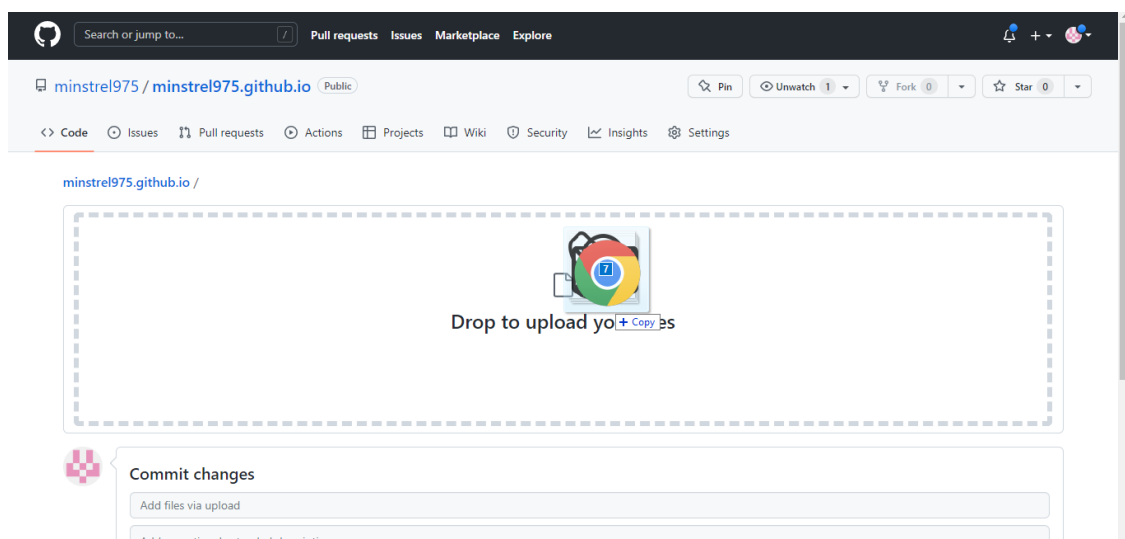 Search or jump to... / Pull requests Issues Marketplace Explore
minstrel975 / minstrel975.github.io Public Pin Unwatch 1 Fork 0 Star 0
Code Issues Pull requests Actions Projects Wiki Security Insights Settings
minstrel975.github.io /
7
Drop to upload + Copy
Commit changes
Add files via upload